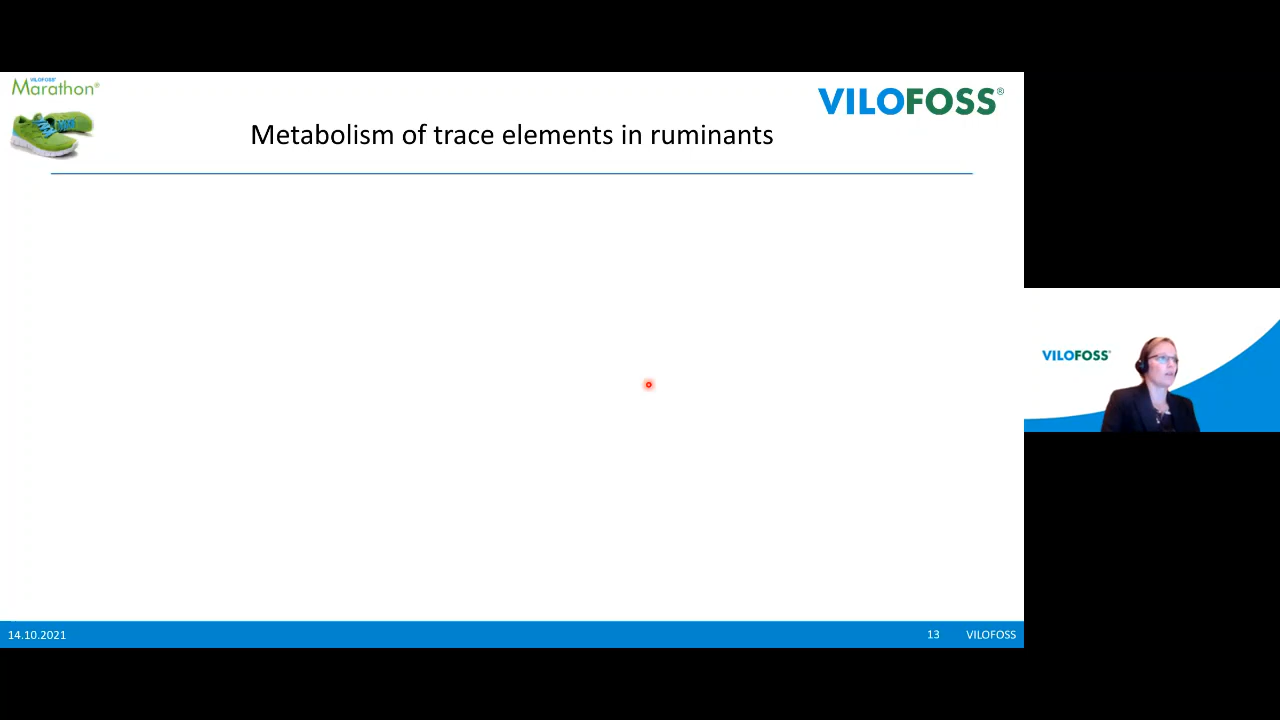 VILOFOSS®
Marathon®
VILOFOSS®
Metabolism of trace elements in ruminants
VILOFOSS®
14.10.2021
13
VILOFOSS